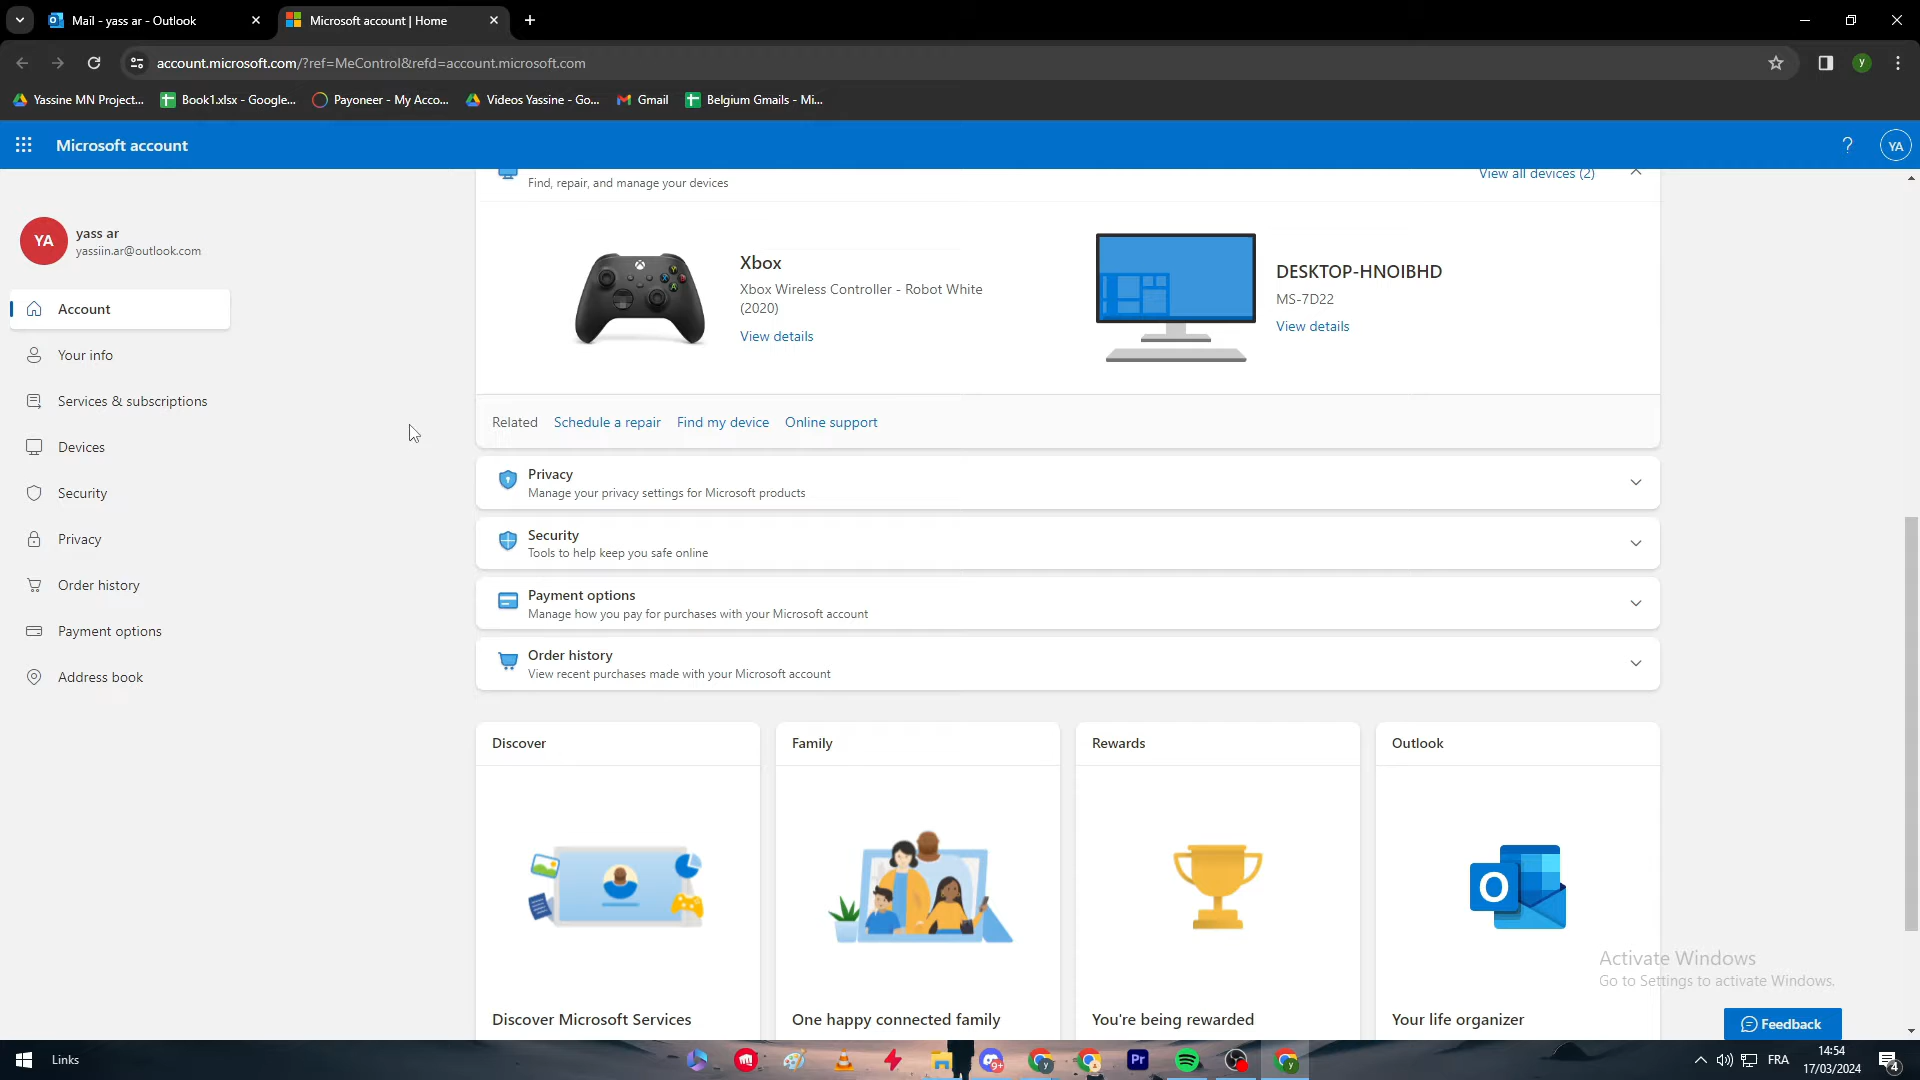 Mail - yass ar - Outlook
Microsoft account | Home
account.microsoft.com/?ref=MeControl&refd=account.microsoft.com
y
Yassine MN Project...
Book1.xlsx - Google...
Payoneer - My Acco...
Videos Yassine - Go...
Gmail
Belgium Gmails - Mi...
Microsoft account
?
YA
Find, repair, and manage your devices
View all devices (2)
YA
yass ar
yassiin.ar@outlook.com
Account
Your info
Services & subscriptions
Devices
Security
Privacy
Order history
Payment options
Address book
Xbox
Xbox Wireless Controller - Robot White
(2020)
View details
DESKTOP-HNOIBHD
MS-7D22
View details
Related
Schedule a repair
Find my device
Online support
Privacy
Manage your privacy settings for Microsoft products
Security
Tools to help keep you safe online
Payment options
Manage how you pay for purchases with your Microsoft account
Order history
View recent purchases made with your Microsoft account
Discover
Family
Rewards
Outlook
O
Discover Microsoft Services
One happy connected family
You're being rewarded
Your life organizer
Activate Windows
Go to Settings to activate Windows.
Feedback
Links
9+
Pr
FRA
14:54
17/03/2024
4